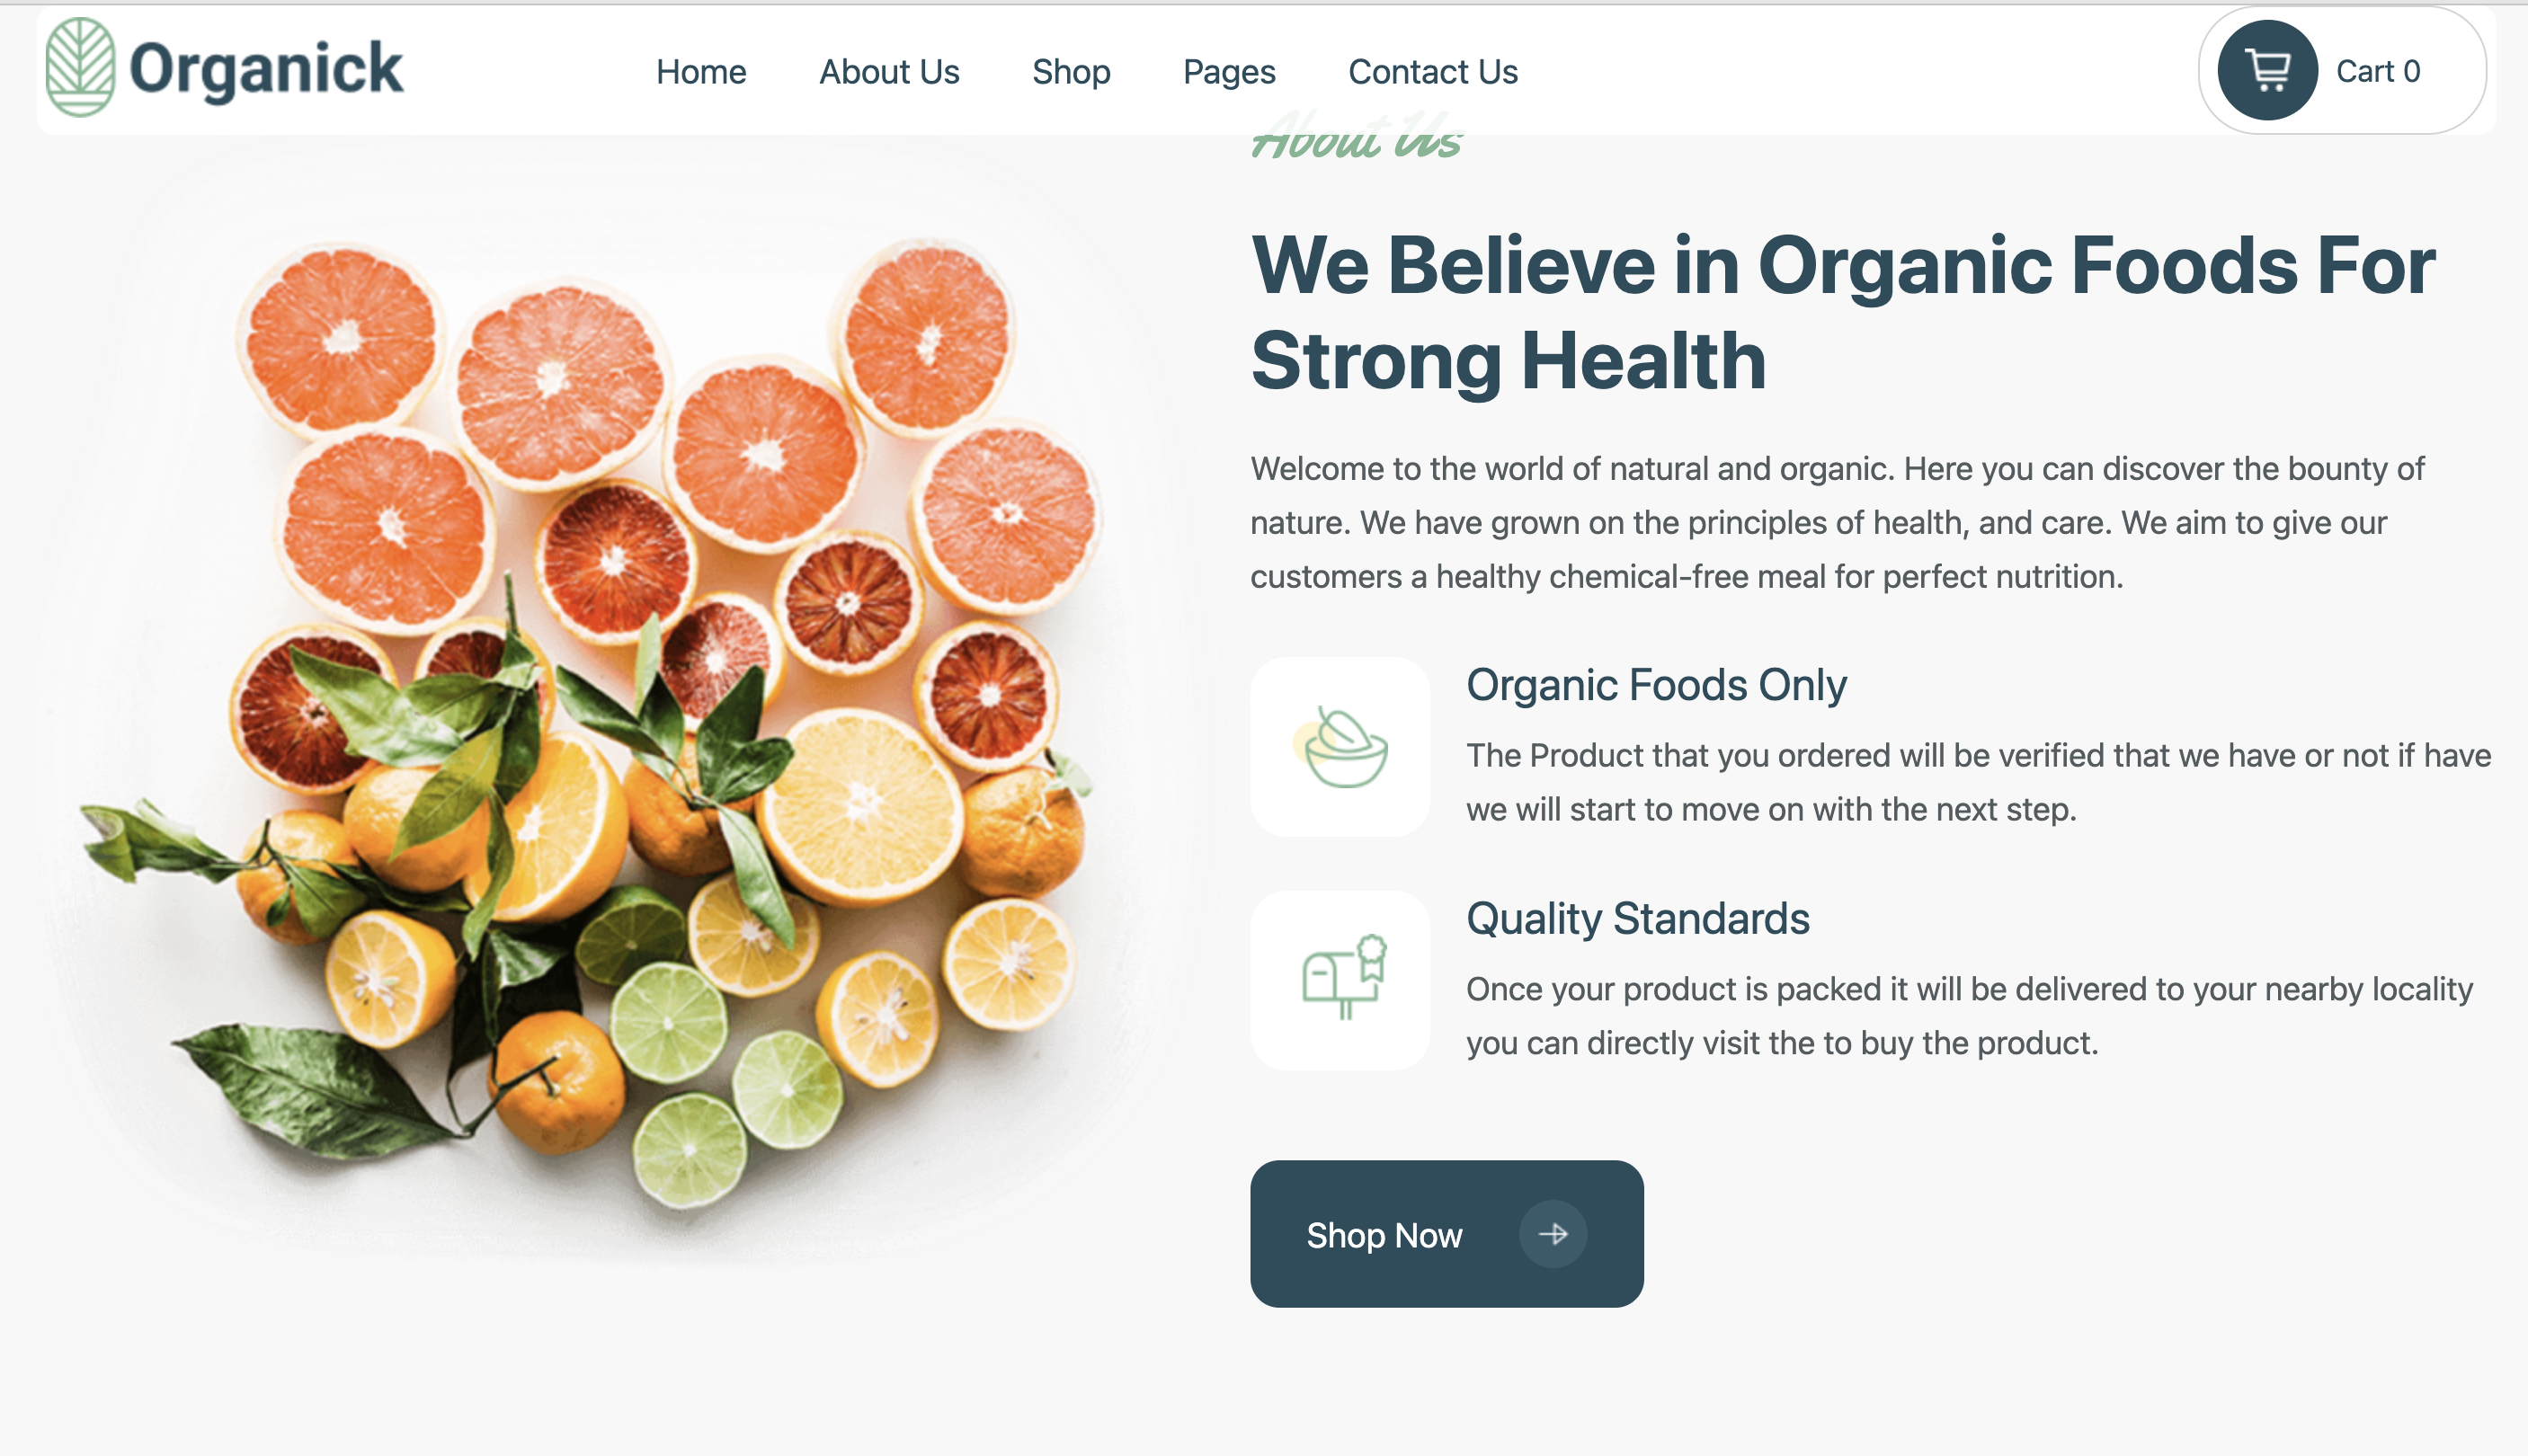 Organick
Home About Us Shop Pages Contact Us
Cart 0
About Us
We Believe in Organic Foods For
Strong Health
Welcome to the world of natural and organic. Here you can discover the bounty of
nature. We have grown on the principles of health, and care. We aim to give our
customers a healthy chemical-free meal for perfect nutrition.
Organic Foods Only
The Product that you ordered will be verified that we have or not if have
we will start to move on with the next step.
Quality Standards
Once your product is packed it will be delivered to your nearby locality
you can directly visit the to buy the product.
Shop Now